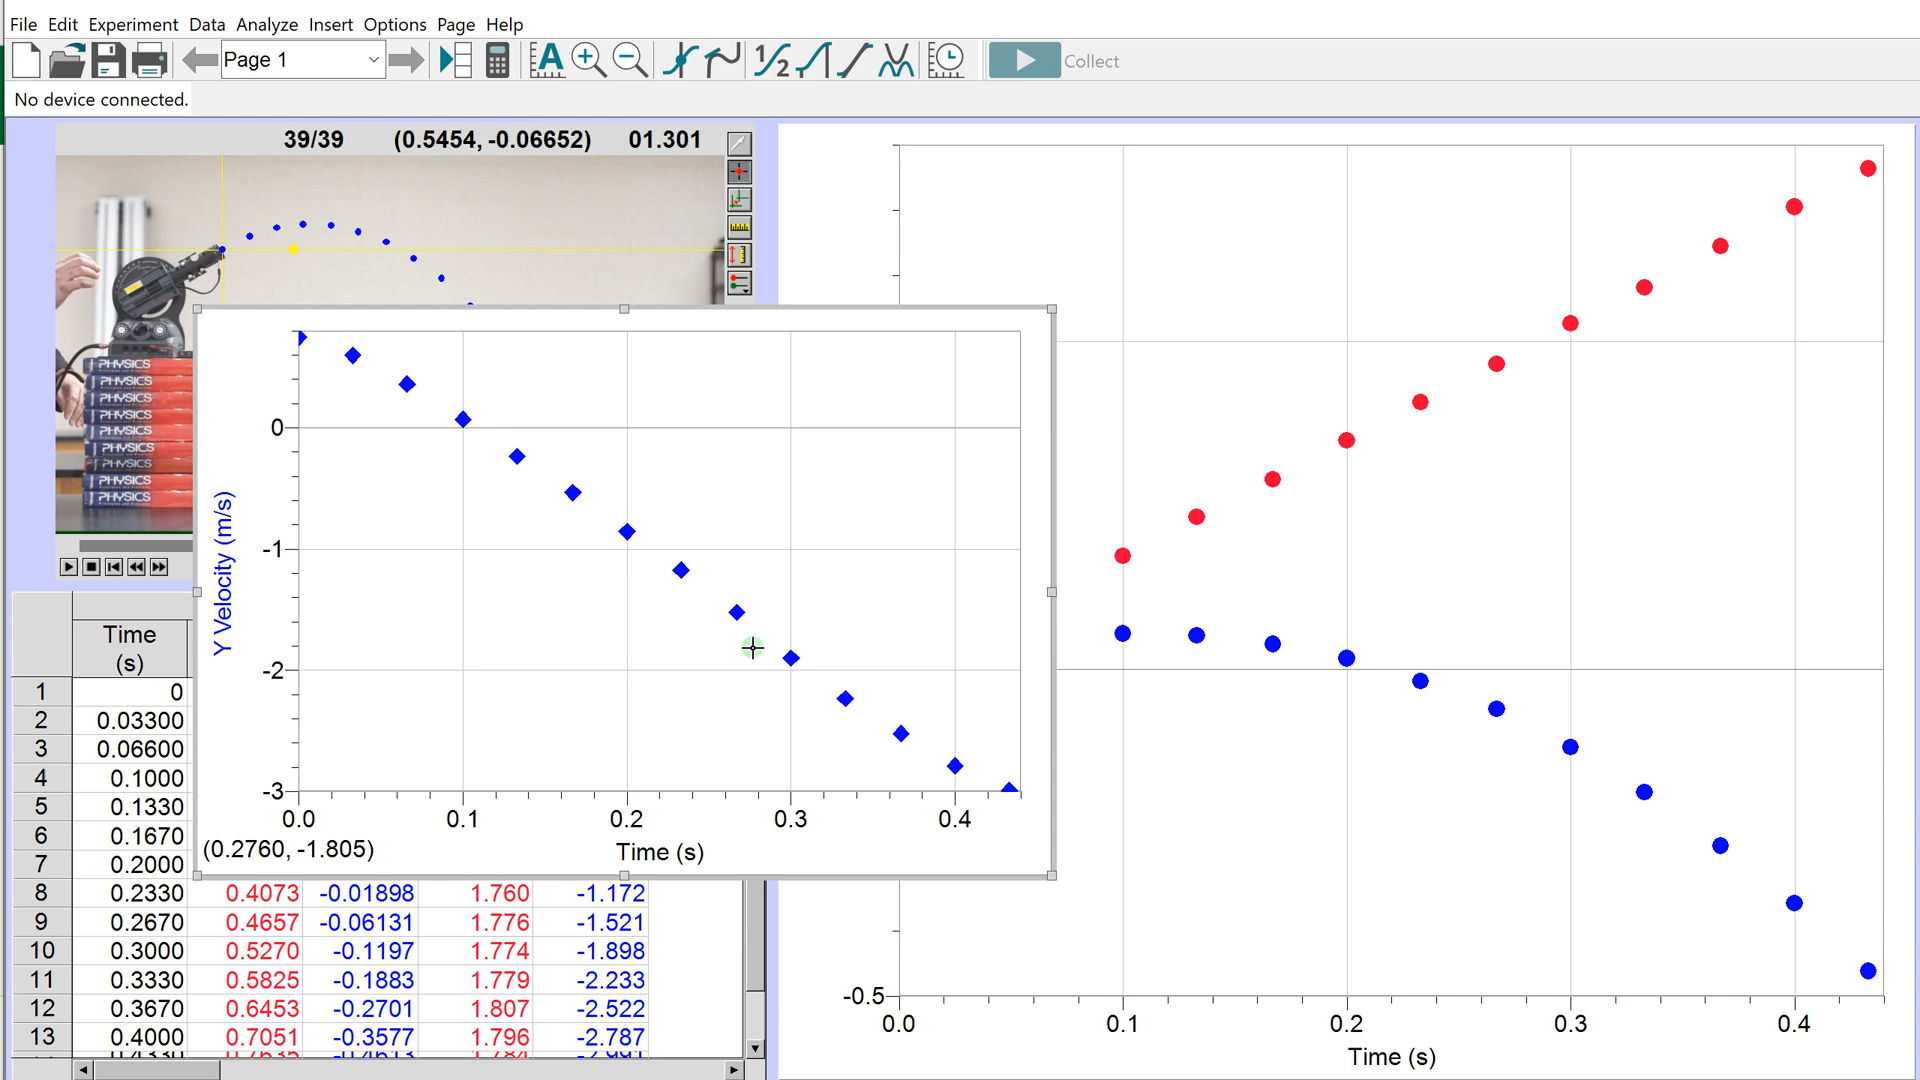 File Edit Experiment Data Analyze Insert Options Page Help
Page 1
Collect
No device connected.
39/39 (0.5454, -0.06652) 01.301
PHYSICS
PHYSICS
PHYSICS
PHYSICS
PHYSICS
PHYSICS
PHYSICS
PHYSICS
PHYSICS
0
-1
-2
-3
Y Velocity (m/s)
0.0 0.1 0.2 0.3 0.4
(0.2760, -1.805)
Time (s)
Time
(s)
1 0
2 0.03300
3 0.06600
4 0.1000
5 0.1330
6 0.1670
7 0.2000
8 0.2330 0.4073 -0.01898 1.760 -1.172
9 0.2670 0.4657 -0.06131 1.776 -1.521
10 0.3000 0.5270 -0.1197 1.774 -1.898
11 0.3330 0.5825 -0.1883 1.779 -2.233
12 0.3670 0.6453 -0.2701 1.807 -2.522
13 0.4000 0.7051 -0.3577 1.796 -2.787
-0.5
0.0 0.1 0.2 0.3 0.4
Time (s)